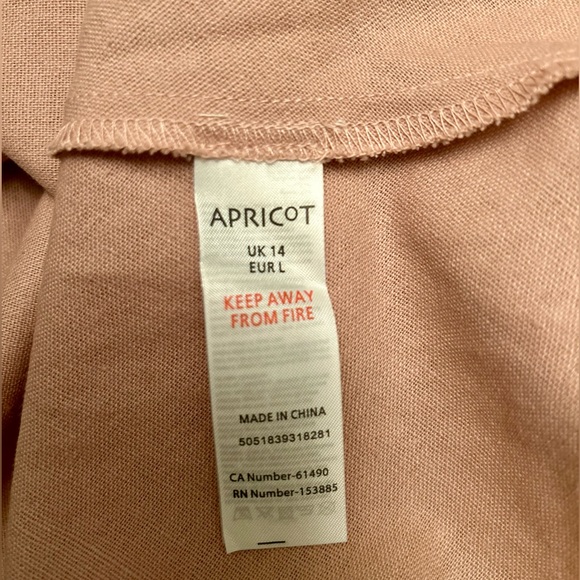 APRICOT
UK 14
EUR L
KEEP AWAY
FROM FIRE
MADE IN CHINA
5051839318281
CA Number-61490
RN Number-153885